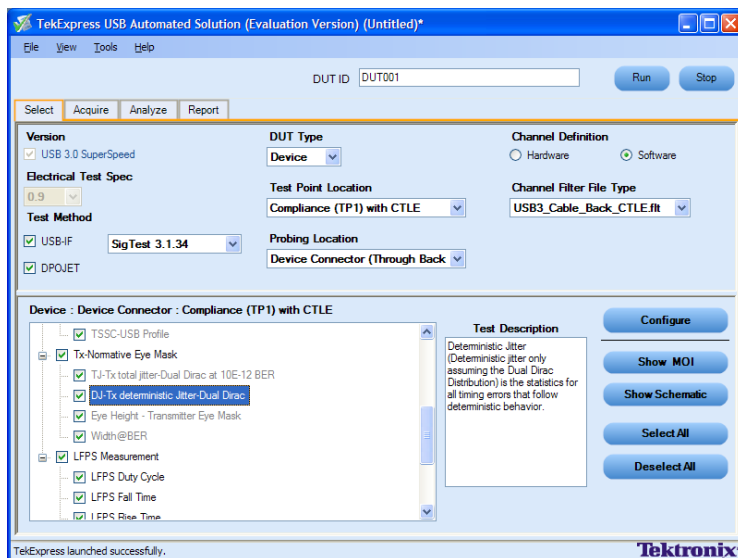 TekExpress USB Automated Solution (Evaluation Version) (Untitled)*
File View Tools Help
DUT ID DUT001 Run Stop
Select Acquire Analyze Report
Version DUT Type Channel Definition
USB 3.0 SuperSpeed Device Hardware Software
Electrical Test Spec
0.9
Test Point Location Channel Filter File Type
Compliance (TP1) with CTLE USB3_Cable_Back_CTLE.flt
Test Method
USB-IF SigTest 3.1.34
Probing Location
Device Connector (Through Back
DPOJET
Device : Device Connector : Compliance (TP1) with CTLE
TSSC-USB Profile
Tx-Normative Eye Mask
TJ-Tx total jitter-Dual Dirac at 10E-12 BER
DJ-Tx deterministic Jitter-Dual Dirac
Eye Height - Transmitter Eye Mask
Width@BER
LFPS Measurement
LFPS Duty Cycle
LFPS Fall Time
LFPS Rise Time
Test Description
Deterministic Jitter
(Deterministic jitter only
assuming the Dual Dirac
Distribution) is the statistics for
all timing errors that follow
deterministic behavior.
Configure
Show MOI
Show Schematic
Select All
Deselect All
TekExpress launched successfully.
Tektronix